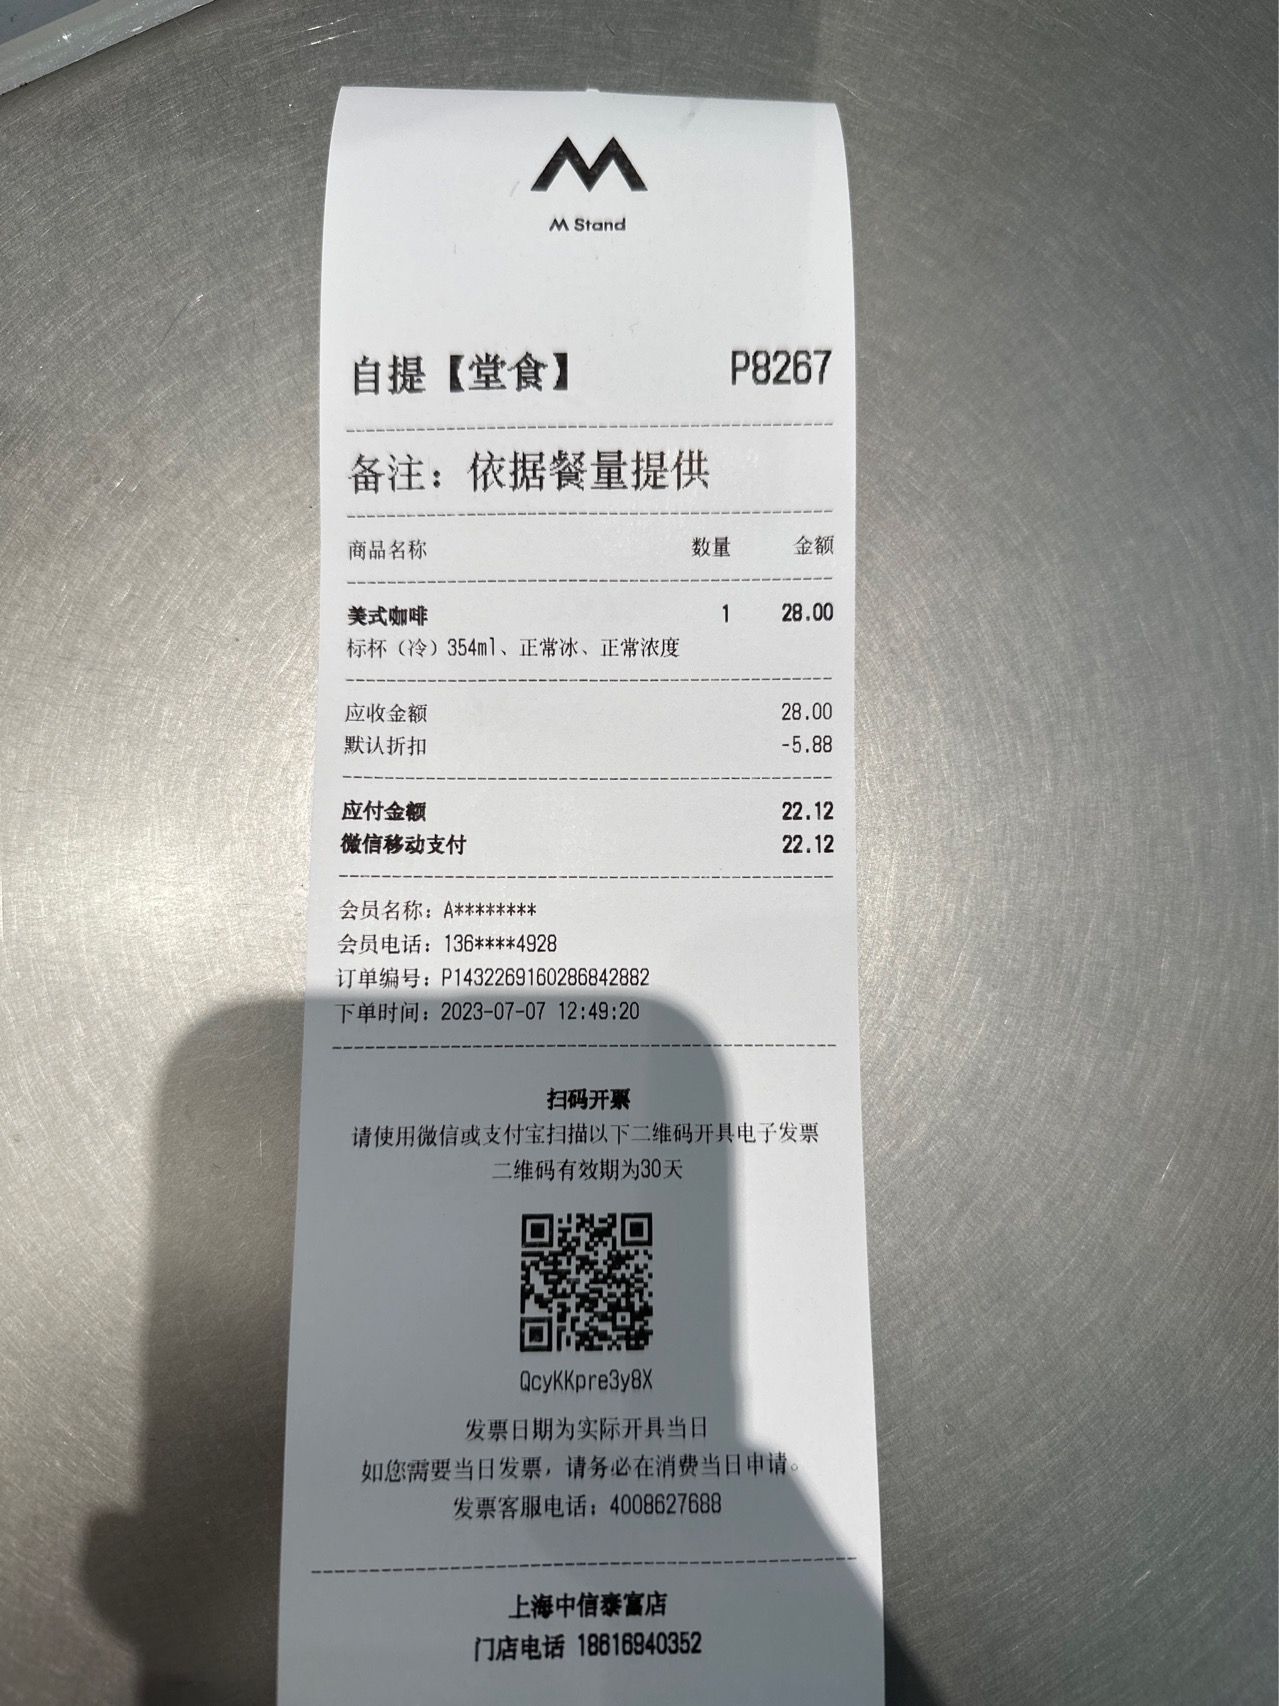 M Stand
自提【堂食】 P8267
备注：依据餐量提供
商品名称 数量 金额
美式咖啡 1 28.00
标杯（冷）354ml、正常冰、正常浓度
应收金额 28.00
默认折扣 -5.88
应付金额 22.12
微信移动支付 22.12
会员名称：A********
会员电话：136****4928
订单编号：P1432269160286842882
下单时间：2023-07-07 12:49:20
扫码开票
请使用微信或支付宝扫描以下二维码开具电子发票
二维码有效期为30天
QcyKKpre3y8X
发票日期为实际开具当日
如您需要当日发票，请务必在消费当日申请。
发票客服电话：4008627688
上海中信泰富店
门店电话 18616940352